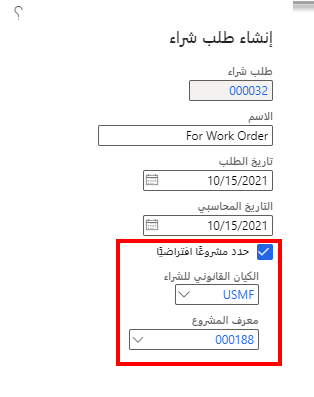 ؟
إنشاء طلب شراء
طلب شراء
000032
الاسم
For Work Order
تاريخ الطلب
10/15/2021
التاريخ المحاسبي
10/15/2021
حدد مشروعًا افتراضيًا
الكيان القانوني للشراء
USMF
معرف المشروع
000188